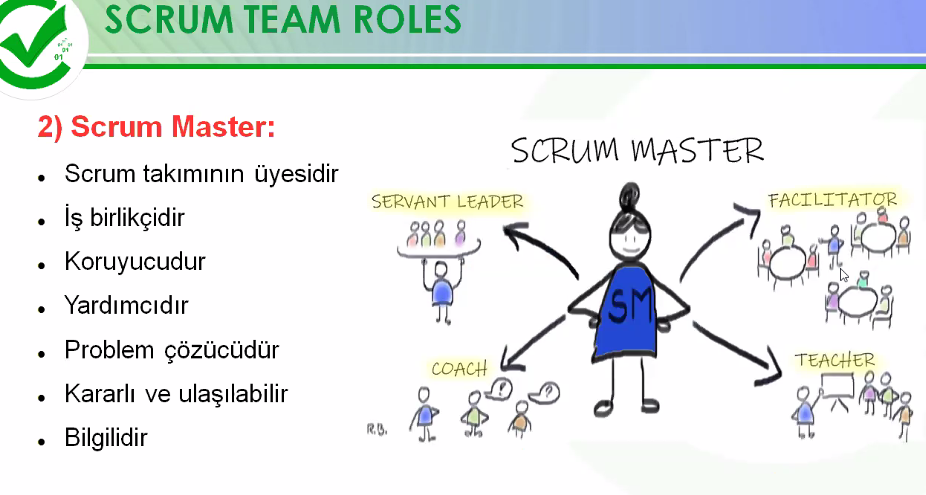 SCRUM TEAM ROLES
2) Scrum Master:
• Scrum takımının üyesidir
• İş birlikçidir
• Koruyucudur
• Yardımcıdır
• Problem çözücüdür
• Kararlı ve ulaşılabilir
• Bilgilidir
SCRUM MASTER
SERVANT LEADER
FACILITATOR
SM
COACH
? ?
TEACHER
R.B.